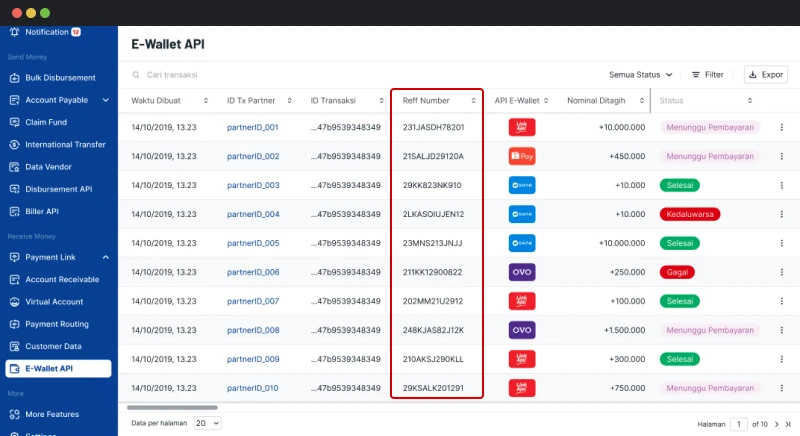 Notification 12
Send Money
Bulk Disbursement
Account Payable
Claim Fund
International Transfer
Data Vendor
Disbursement API
Biller API
Receive Money
Payment Link
Account Receivable
Virtual Account
Payment Routing
Customer Data
E-Wallet API
More
More Features
Settings
E-Wallet API
Cari transaksi
Semua Status Filter Expor
Waktu Dibuat ID Tx Partner ID Transaksi Reff Number API E-Wallet Nominal Ditagih Status
14/10/2019, 13.23 partnerID_001 ...47b9539348349 231JASDH78201 LinkAja! +10.000.000 Menunggu Pembayaran
14/10/2019, 13.23 partnerID_002 ...47b9539348349 21SALJD29120A Pay +450.000 Menunggu Pembayaran
14/10/2019, 13.23 partnerID_003 ...47b9539348349 29KK823NK910 DANA +10.000 Selesai
14/10/2019, 13.23 partnerID_004 ...47b9539348349 2LKASOIUJEN12 DANA +10.000 Kedaluwarsa
14/10/2019, 13.23 partnerID_005 ...47b9539348349 23MNS213JNJJ DANA +10.000.000 Selesai
14/10/2019, 13.23 partnerID_006 ...47b9539348349 211KK12900822 OVO +250.000 Gagal
14/10/2019, 13.23 partnerID_007 ...47b9539348349 202MM21U2912 LinkAja! +100.000 Selesai
14/10/2019, 13.23 partnerID_008 ...47b9539348349 248KJAS82J12K OVO +1.500.000 Menunggu Pembayaran
14/10/2019, 13.23 partnerID_009 ...47b9539348349 210AKSJ290KLL LinkAja! +300.000 Selesai
14/10/2019, 13.23 partnerID_010 ...47b9539348349 29KSALK201291 LinkAja! +750.000 Menunggu Pembayaran
Data per halaman 20 Halaman 1 of 10